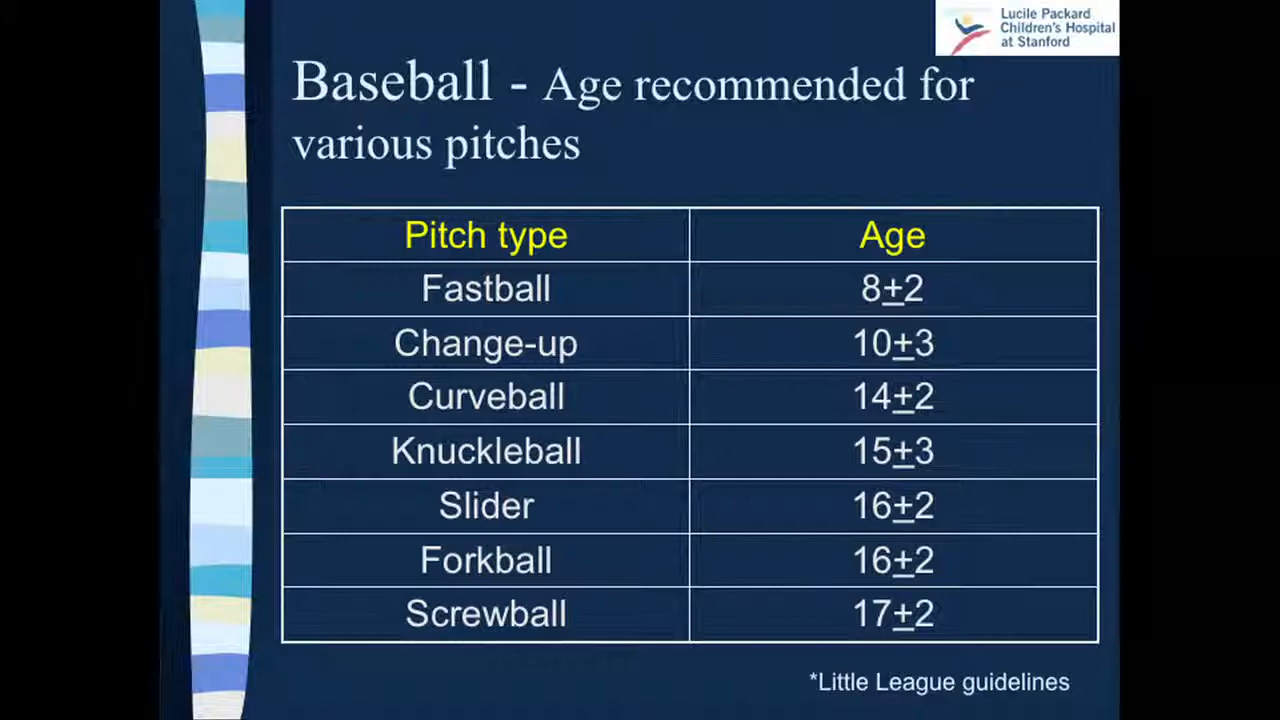 Lucile Packard
Children's Hospital
at Stanford
Baseball - Age recommended for
various pitches
Pitch type Age
Fastball 8±2
Change-up 10±3
Curveball 14±2
Knuckleball 15±3
Slider 16±2
Forkball 16±2
Screwball 17±2
*Little League guidelines